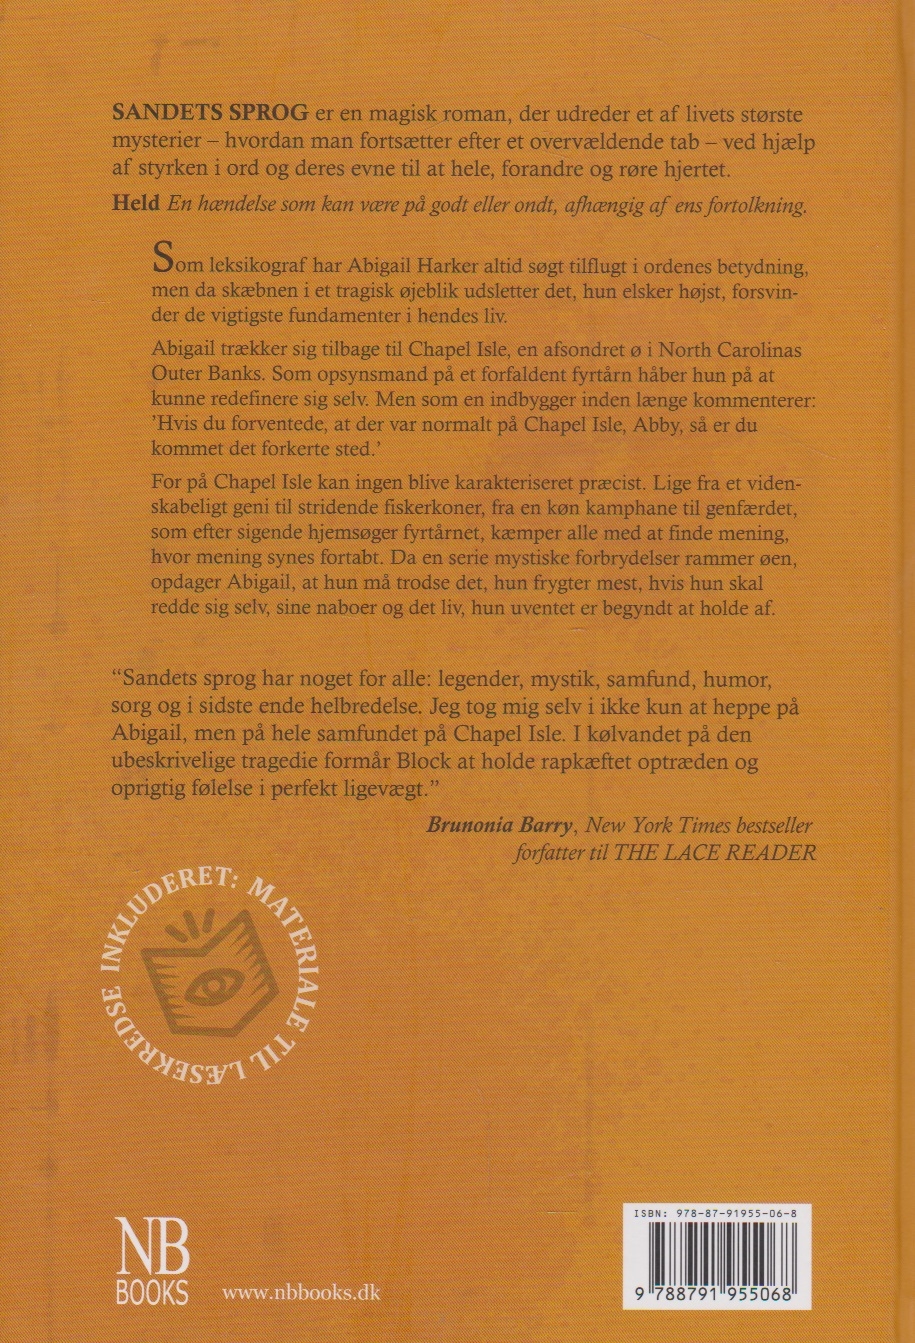 SANDETS SPROG er en magisk roman, der udreder et af livets største
mysterier – hvordan man fortsætter efter et overvældende tab – ved hjælp
af styrken i ord og deres evne til at hele, forandre og røre hjertet.
Held En hændelse som kan være på godt eller ondt, afhængig af ens fortolkning.
Som leksikograf har Abigail Harker altid søgt tilflugt i ordenes betydning,
men da skæbnen i et tragisk øjeblik udsletter det, hun elsker højst, forsvin-
der de vigtigste fundamenter i hendes liv.
Abigail trækker sig tilbage til Chapel Isle, en afsondret ø i North Carolinas
Outer Banks. Som opsynsmand på et forfaldent fyrtårn håber hun på at
kunne redefinere sig selv. Men som en indbygger inden længe kommenterer:
'Hvis du forventede, at der var normalt på Chapel Isle, Abby, så er du
kommet det forkerte sted.'
For på Chapel Isle kan ingen blive karakteriseret præcist. Lige fra et viden-
skabeligt geni til stridende fiskerkoner, fra en køn kamphane til genfærdet,
som efter sigende hjemsøger fyrtårnet, kæmper alle med at finde mening,
hvor mening synes fortabt. Da en serie mystiske forbrydelser rammer øen,
opdager Abigail, at hun må trodse det, hun frygter mest, hvis hun skal
redde sig selv, sine naboer og det liv, hun uventet er begyndt at holde af.
“Sandets sprog har noget for alle: legender, mystik, samfund, humor,
sorg og i sidste ende helbredelse. Jeg tog mig selv i ikke kun at heppe på
Abigail, men på hele samfundet på Chapel Isle. I kølvandet på den
ubeskrivelige tragedie formår Block at holde rapkæftet optræden og
oprigtig følelse i perfekt ligevægt.”
Brunonia Barry, New York Times bestseller
forfatter til THE LACE READER
INKLUDERET: MATERIALE TIL LÆSEKREDSE
NB
BOOKS
www.nbbooks.dk
ISBN: 978-87-91955-06-8
9 788791 955068